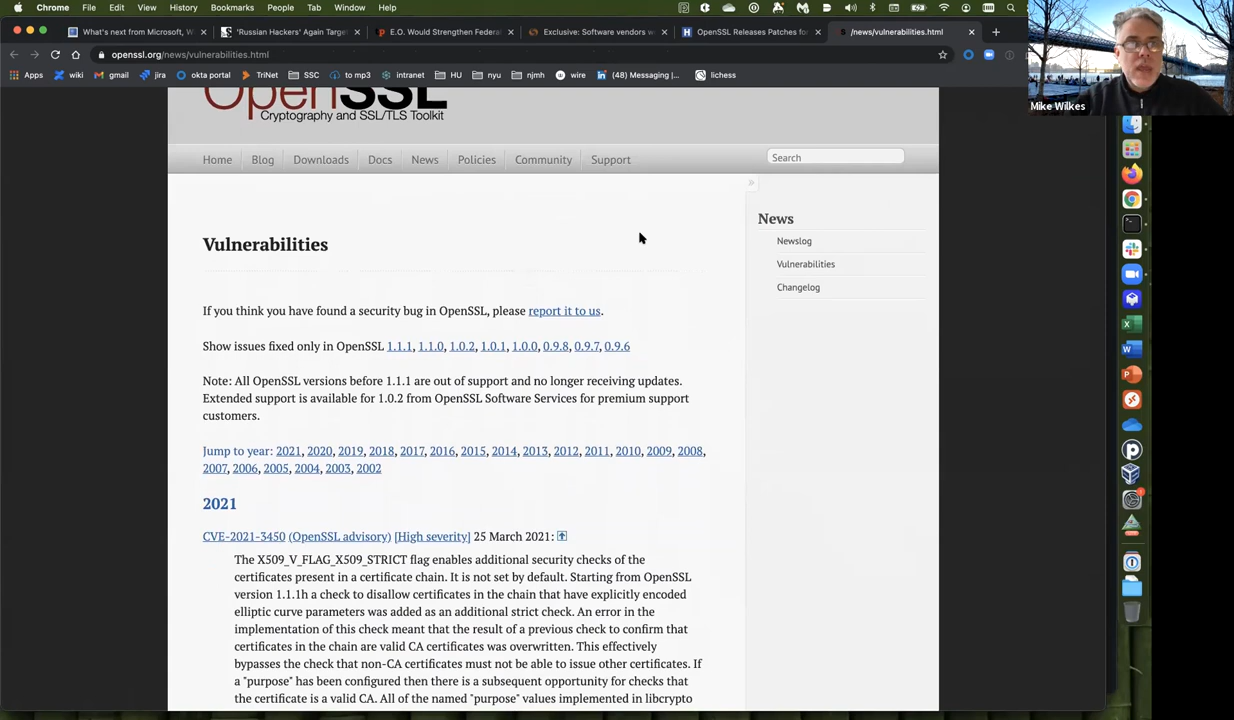 Chrome File Edit View History Bookmarks People Tab Window Help
What's next from Microsoft, W
'Russian Hackers' Again Target
E.O. Would Strengthen Federal
Exclusive: Software vendors w
OpenSSL Releases Patches for
/news/vulnerabilities.html
openssl.org/news/vulnerabilities.html
Apps wiki gmail jira okta portal TriNet SSC to mp3 intranet HU nyu njmh wire (48) Messaging |... lichess
Mike Wilkes
OpenSSL
Cryptography and SSL/TLS Toolkit
Home Blog Downloads Docs News Policies Community Support
Search
»
Vulnerabilities
If you think you have found a security bug in OpenSSL, please report it to us.
Show issues fixed only in OpenSSL 1.1.1, 1.1.0, 1.0.2, 1.0.1, 1.0.0, 0.9.8, 0.9.7, 0.9.6
Note: All OpenSSL versions before 1.1.1 are out of support and no longer receiving updates.
Extended support is available for 1.0.2 from OpenSSL Software Services for premium support
customers.
Jump to year: 2021, 2020, 2019, 2018, 2017, 2016, 2015, 2014, 2013, 2012, 2011, 2010, 2009, 2008,
2007, 2006, 2005, 2004, 2003, 2002
2021
CVE-2021-3450 (OpenSSL advisory) [High severity] 25 March 2021:
The X509_V_FLAG_X509_STRICT flag enables additional security checks of the
certificates present in a certificate chain. It is not set by default. Starting from OpenSSL
version 1.1.1h a check to disallow certificates in the chain that have explicitly encoded
elliptic curve parameters was added as an additional strict check. An error in the
implementation of this check meant that the result of a previous check to confirm that
certificates in the chain are valid CA certificates was overwritten. This effectively
bypasses the check that non-CA certificates must not be able to issue other certificates. If
a "purpose" has been configured then there is a subsequent opportunity for checks that
the certificate is a valid CA. All of the named "purpose" values implemented in libcrypto
News
Newslog
Vulnerabilities
Changelog